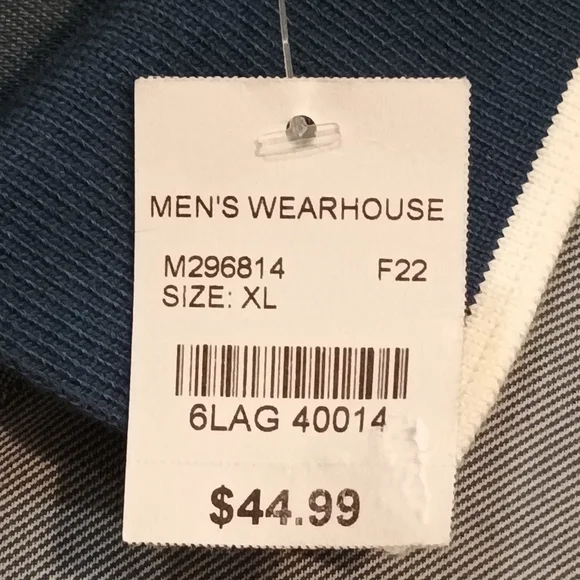 MEN'S WEARHOUSE
M296814 F22
SIZE: XL
6LAG 40014
$44.99